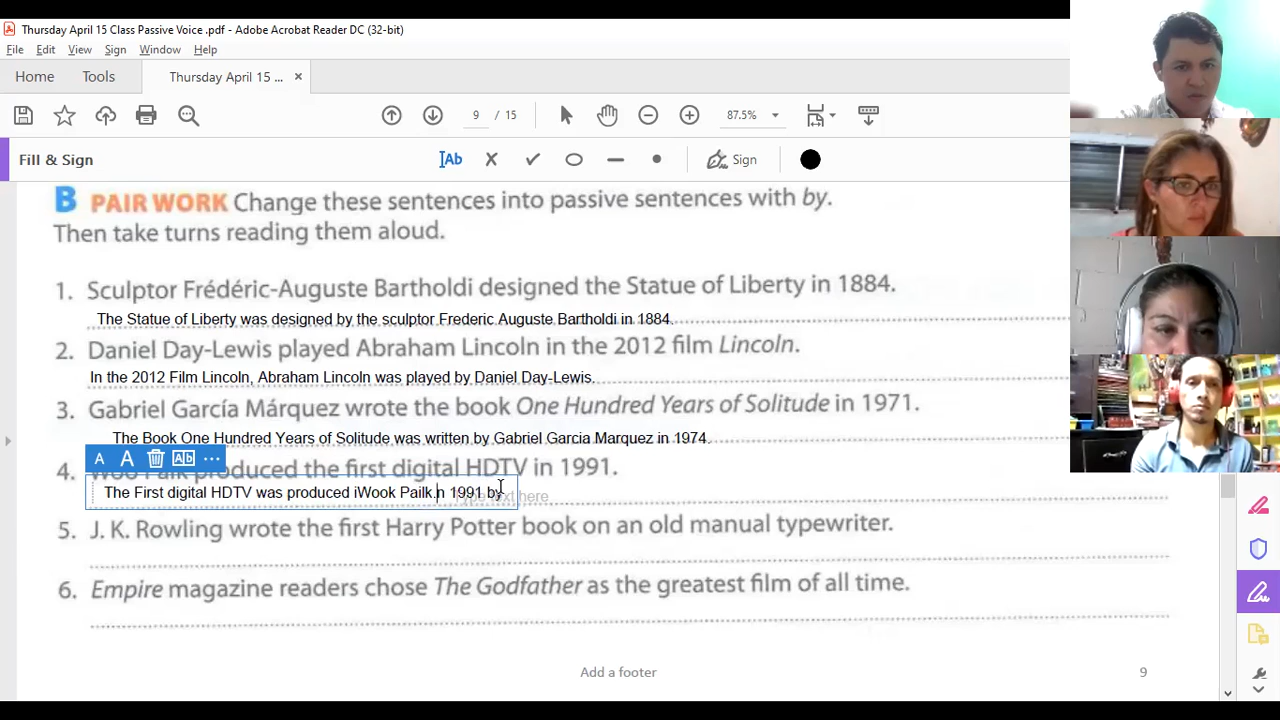 Thursday April 15 Class Passive Voice .pdf - Adobe Acrobat Reader DC (32-bit)
File Edit View Sign Window Help
Home Tools Thursday April 15 ... ×
9 / 15 87.5%
Fill & Sign Ab Sign
B PAIR WORK Change these sentences into passive sentences with by.
Then take turns reading them aloud.
1. Sculptor Frédéric-Auguste Bartholdi designed the Statue of Liberty in 1884.
The Statue of Liberty was designed by the sculptor Frederic Auguste Bartholdi in 1884.
2. Daniel Day-Lewis played Abraham Lincoln in the 2012 film Lincoln.
In the 2012 Film Lincoln, Abraham Lincoln was played by Daniel Day-Lewis.
3. Gabriel García Márquez wrote the book One Hundred Years of Solitude in 1971.
The Book One Hundred Years of Solitude was written by Gabriel Garcia Marquez in 1974.
A A Ab ...
4. Woo Paik produced the first digital HDTV in 1991.
The First digital HDTV was produced iWook Pailk.n 1991 by Type text here
5. J. K. Rowling wrote the first Harry Potter book on an old manual typewriter.
6. Empire magazine readers chose The Godfather as the greatest film of all time.
Add a footer 9